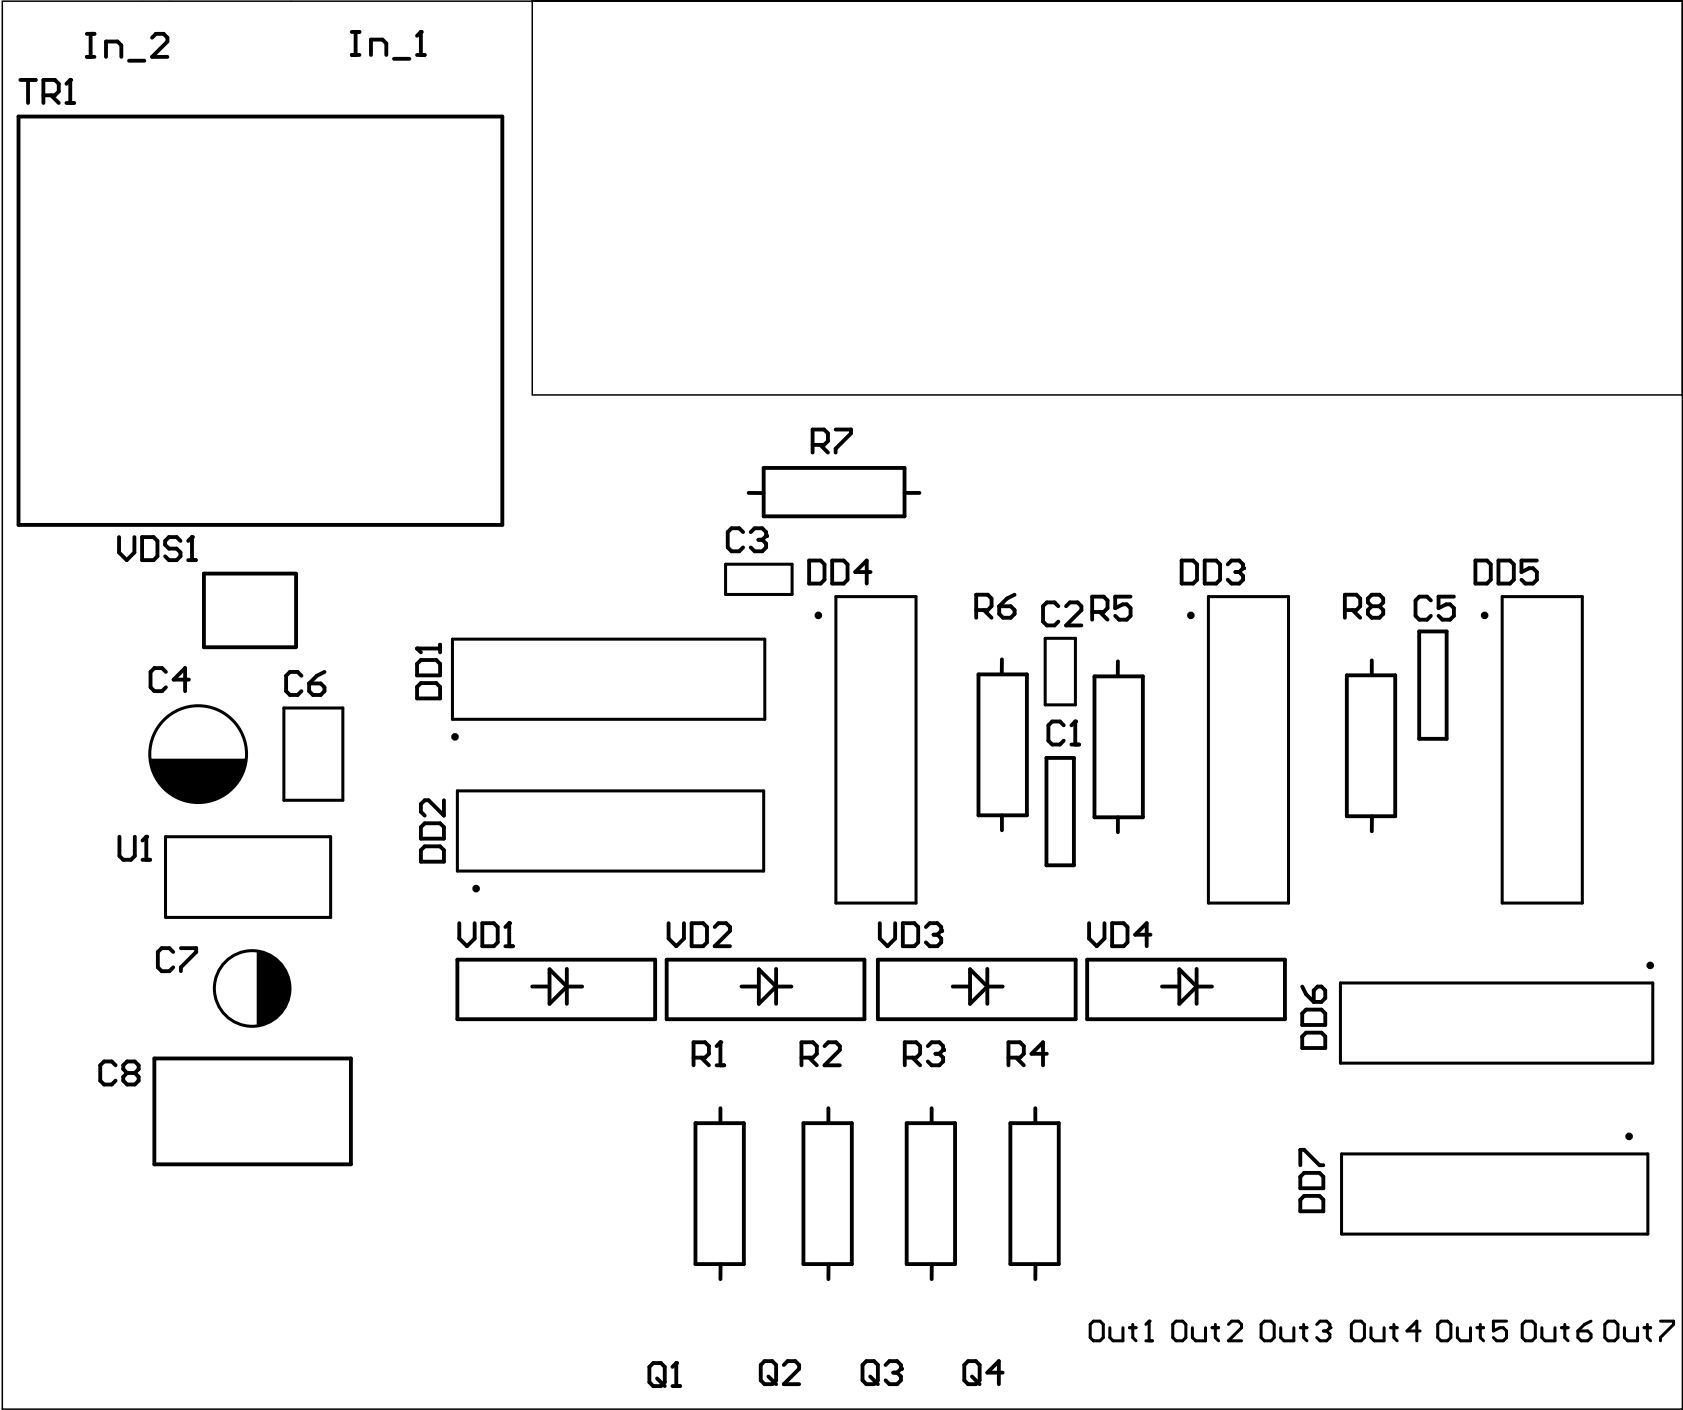 In_2 In_1
TR1
R7
C3
VDS1
DD4 DD3 DD5
R6 C2 R5 R8 C5
DD1
C4 C6
C1
DD2
U1
VD1 VD2 VD3 VD4
C7
DD6
R1 R2 R3 R4
C8
DD7
Out1 Out2 Out3 Out4 Out5 Out6 Out7
Q1 Q2 Q3 Q4